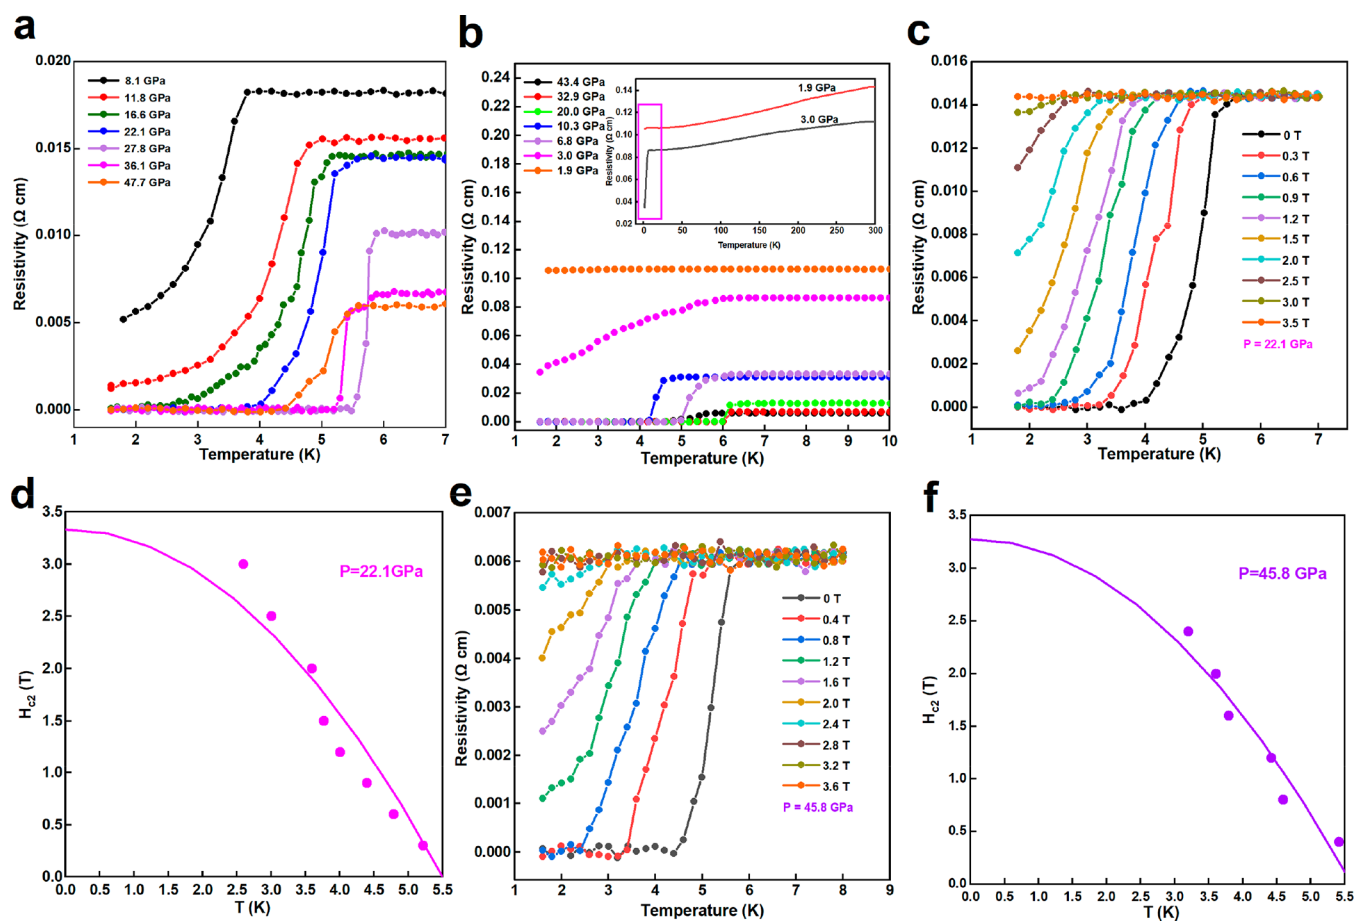 a
0.020
0.015
0.010
0.005
0.000
Resistivity (Ω cm)
8.1 GPa
11.8 GPa
16.6 GPa
22.1 GPa
27.8 GPa
36.1 GPa
47.7 GPa
1 2 3 4 5 6 7
Temperature (K)
b
0.24
0.22
0.20
0.18
0.16
0.14
0.12
0.10
0.08
0.06
0.04
0.02
0.00
Resistivity (Ω cm)
43.4 GPa
32.9 GPa
20.0 GPa
10.3 GPa
6.8 GPa
3.0 GPa
1.9 GPa
0.14
0.12
0.10
0.08
0.06
0.04
0.02
Resistivity (Ω cm)
1.9 GPa
3.0 GPa
0 50 100 150 200 250 300
Temperature (K)
1 2 3 4 5 6 7 8 9 10
Temperature (K)
c
0.016
0.014
0.012
0.010
0.008
0.006
0.004
0.002
0.000
Resistivity (Ω cm)
0 T
0.3 T
0.6 T
0.9 T
1.2 T
1.5 T
2.0 T
2.5 T
3.0 T
3.5 T
P = 22.1 GPa
1 2 3 4 5 6 7
Temperature (K)
d
3.5
3.0
2.5
2.0
1.5
1.0
0.5
0.0
Hc2 (T)
P=22.1GPa
0.0 0.5 1.0 2.5 3.0 3.5 4.0 4.5 5.0 5.5
T (K)
e
0.007
0.006
0.005
0.004
0.003
0.002
0.001
0.000
Resistivity (Ω cm)
0 T
0.4 T
0.8 T
1.2 T
1.6 T
2.0 T
2.4 T
2.8 T
3.2 T
3.6 T
P = 45.8 GPa
1 2 3 4 5 6 7 8 9
Temperature (K)
f
3.5
3.0
2.5
2.0
1.5
1.0
0.5
0.0
Hc2 (T)
P=45.8 GPa
0.0 0.5 1.0 2.5 3.0 3.5 4.0 4.5 5.0 5.5
T (K)